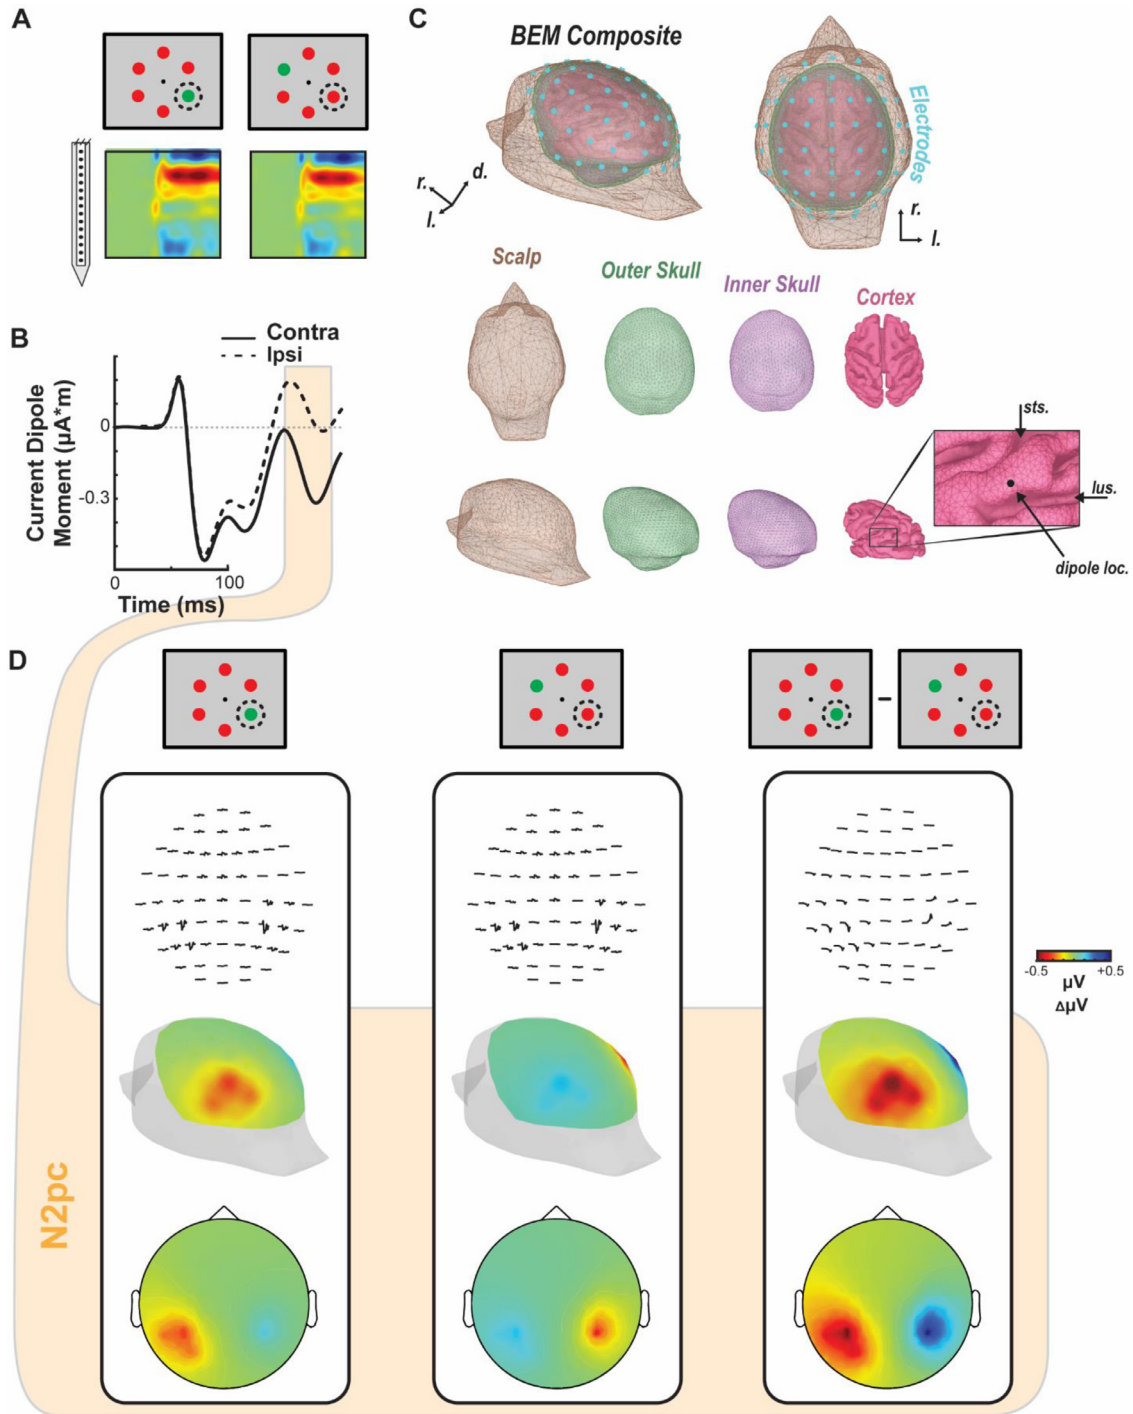 A
C
BEM Composite
Electrodes
r.
d.
l.
r.
l.
Scalp
Outer Skull
Inner Skull
Cortex
sts.
lus.
dipole loc.
B
Contra
Ipsi
Current Dipole
Moment (µA*m)
0
-0.3
0
100
Time (ms)
D
-
-0.5
+0.5
µV
ΔµV
N2pc